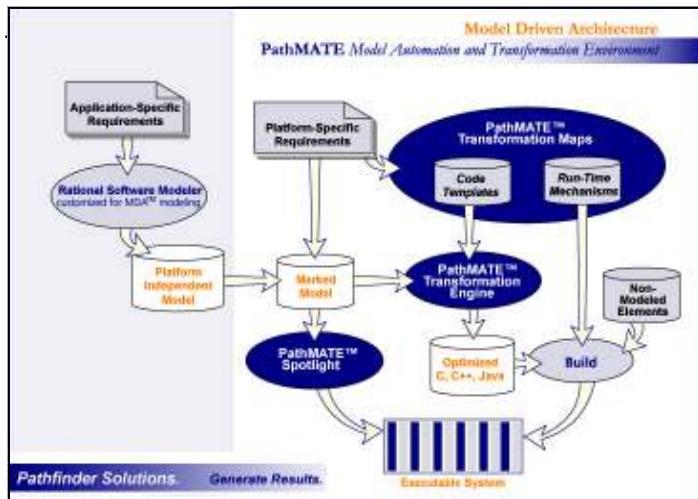 Model Driven Architecture
PathMATE Model Automation and Transformation Environment
Application-Specific
Requirements
Platform-Specific
Requirements
PathMATE™
Transformation Maps
Code
Templates
Run-Time
Mechanisms
Rational Software Modeler
customized for MDA™ modeling
Platform
Independent
Model
Marked
Model
PathMATE™
Transformation
Engine
Non-
Modeled
Elements
PathMATE™
Spotlight
Optimized
C, C++, Java
Build
Executable System
Pathfinder Solutions.
Generate Results.